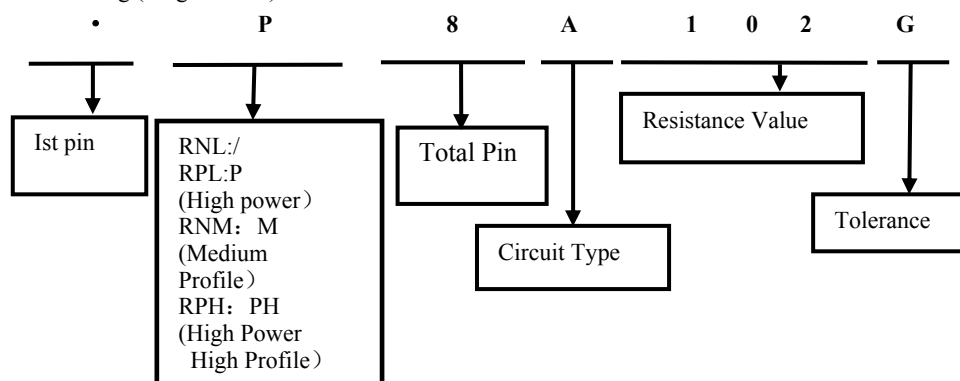 • P 8 A 1 0 2 G
Ist pin
RNL:/
RPL:P
(High power）
RNM：M
(Medium
Profile）
RPH：PH
(High Power
High Profile）
Total Pin
Circuit Type
Resistance Value
Tolerance